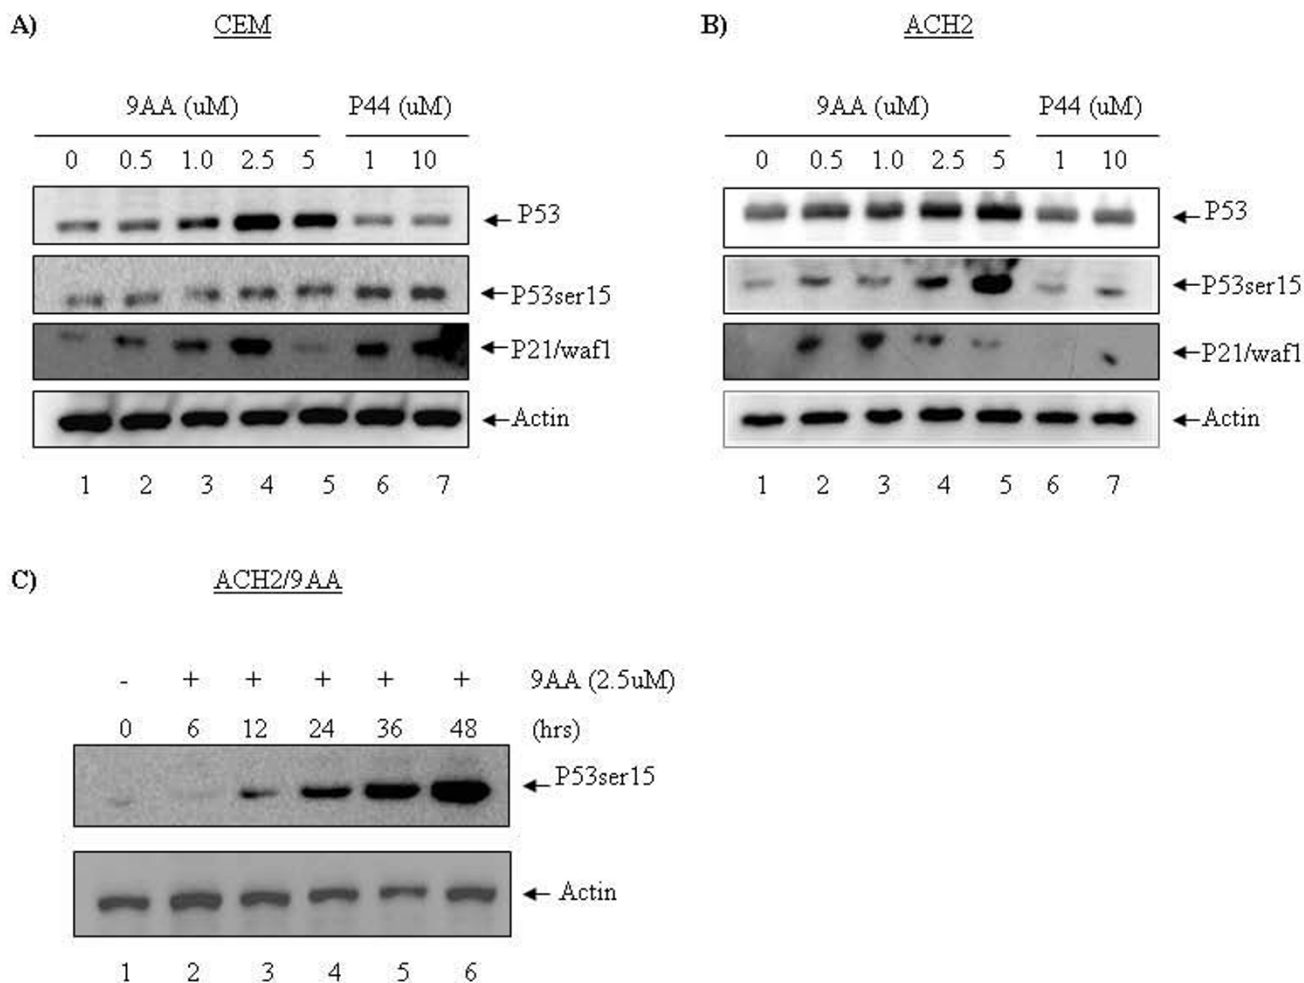 A) CEM
9AA (uM) P44 (uM)
0 0.5 1.0 2.5 5 1 10
P53
P53ser15
P21/waf1
Actin
1 2 3 4 5 6 7
B) ACH2
9AA (uM) P44 (uM)
0 0.5 1.0 2.5 5 1 10
P53
P53ser15
P21/waf1
Actin
1 2 3 4 5 6 7
C) ACH2/9AA
- + + + + + 9AA (2.5uM)
0 6 12 24 36 48 (hrs)
P53ser15
Actin
1 2 3 4 5 6